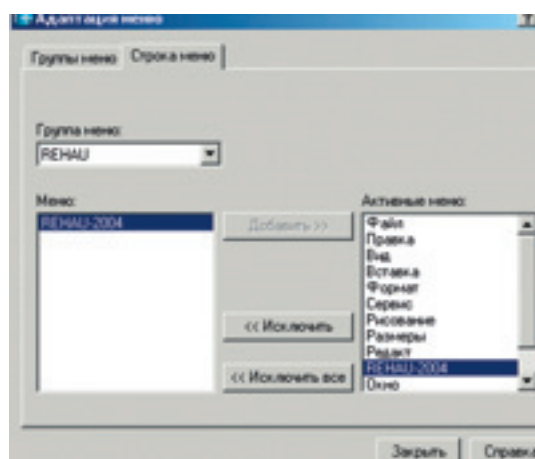 Адаптация меню
Группы меню Строка меню
Группа меню:
REHAU
Меню:
REHAU-2004
Добавить >>
<< Исключить
<< Исключить все
Активные меню:
Файл
Правка
Вид
Вставка
Формат
Сервис
Рисование
Размеры
Редакт
REHAU-2004
Окно
Закрыть
Справка